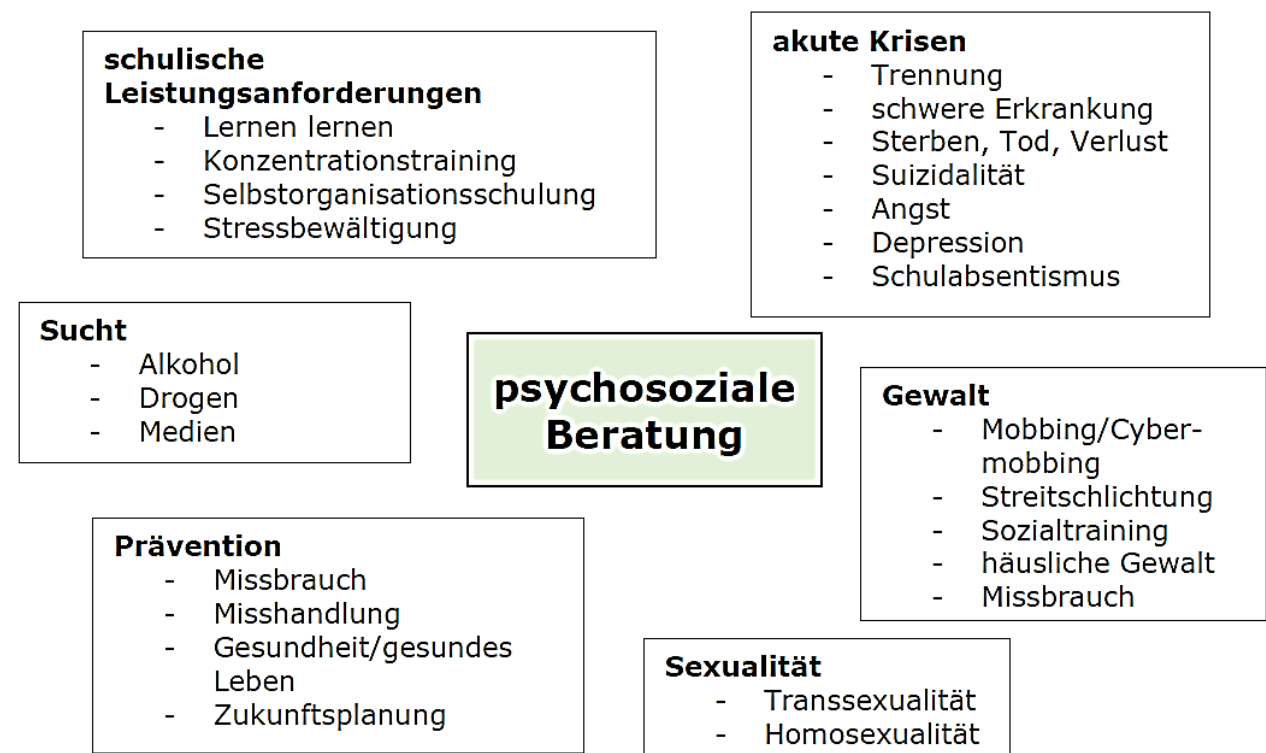 schulische
Leistungsanforderungen
- Lernen lernen
- Konzentrationstraining
- Selbstorganisationsschulung
- Stressbewältigung
akute Krisen
- Trennung
- schwere Erkrankung
- Sterben, Tod, Verlust
- Suizidalität
- Angst
- Depression
- Schulabsentismus
Sucht
- Alkohol
- Drogen
- Medien
psychosoziale
Beratung
Gewalt
- Mobbing/Cyber-
mobbing
- Streitschlichtung
- Sozialtraining
- häusliche Gewalt
- Missbrauch
Prävention
- Missbrauch
- Misshandlung
- Gesundheit/gesundes
Leben
- Zukunftsplanung
Sexualität
- Transsexualität
- Homosexualität